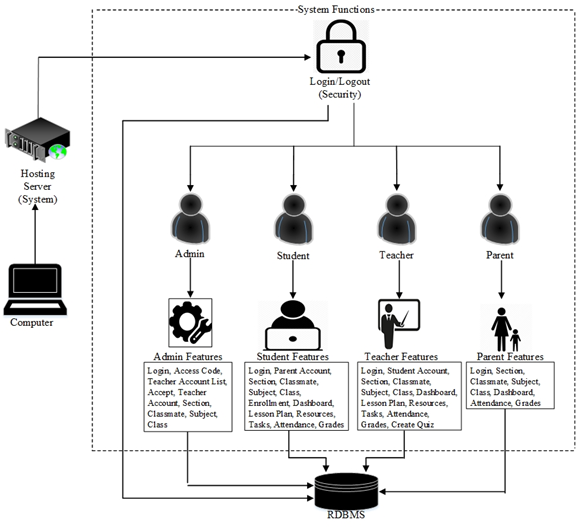 System Functions
Login/Logout
(Security)
Hosting
Server
(System)
Computer
Admin
Student
Teacher
Parent
Admin Features
Login, Access Code,
Teacher Account List,
Accept, Teacher
Account, Section,
Classmate, Subject,
Class
Student Features
Login, Parent Account,
Section, Classmate,
Subject, Class,
Enrollment, Dashboard,
Lesson Plan, Resources,
Tasks, Attendance, Grades
Teacher Features
Login, Student Account,
Section, Classmate,
Subject, Class, Dashboard,
Lesson Plan, Resources,
Tasks, Attendance,
Grades, Create Quiz
Parent Features
Login, Section,
Classmate, Subject,
Class, Dashboard,
Attendance, Grades
RDBMS